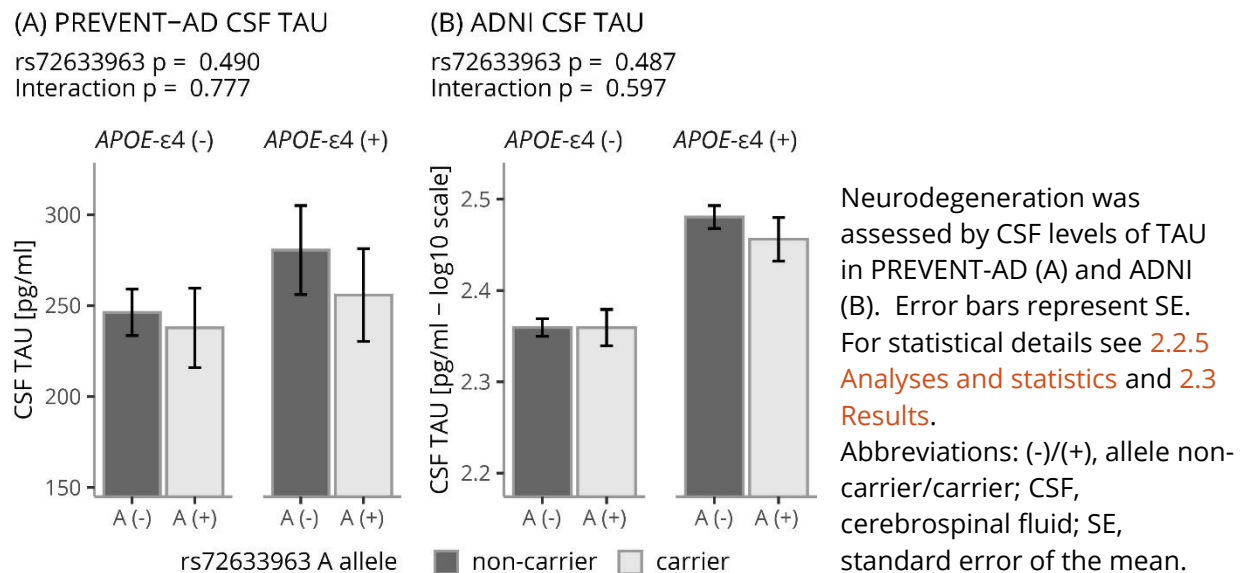 (A) PREVENT−AD CSF TAU
rs72633963 p = 0.490
Interaction p = 0.777
APOE-ε4 (-)
APOE-ε4 (+)
CSF TAU [pg/ml]
300
250
200
150
A (-)
A (+)
A (-)
A (+)
(B) ADNI CSF TAU
rs72633963 p = 0.487
Interaction p = 0.597
APOE-ε4 (-)
APOE-ε4 (+)
CSF TAU [pg/ml − log10 scale]
2.5
2.4
2.3
2.2
A (-)
A (+)
A (-)
A (+)
rs72633963 A allele
non-carrier
carrier
Neurodegeneration was
assessed by CSF levels of TAU
in PREVENT-AD (A) and ADNI
(B). Error bars represent SE.
For statistical details see 2.2.5
Analyses and statistics and 2.3
Results.
Abbreviations: (-)/(+), allele non-
carrier/carrier; CSF,
cerebrospinal fluid; SE,
standard error of the mean.